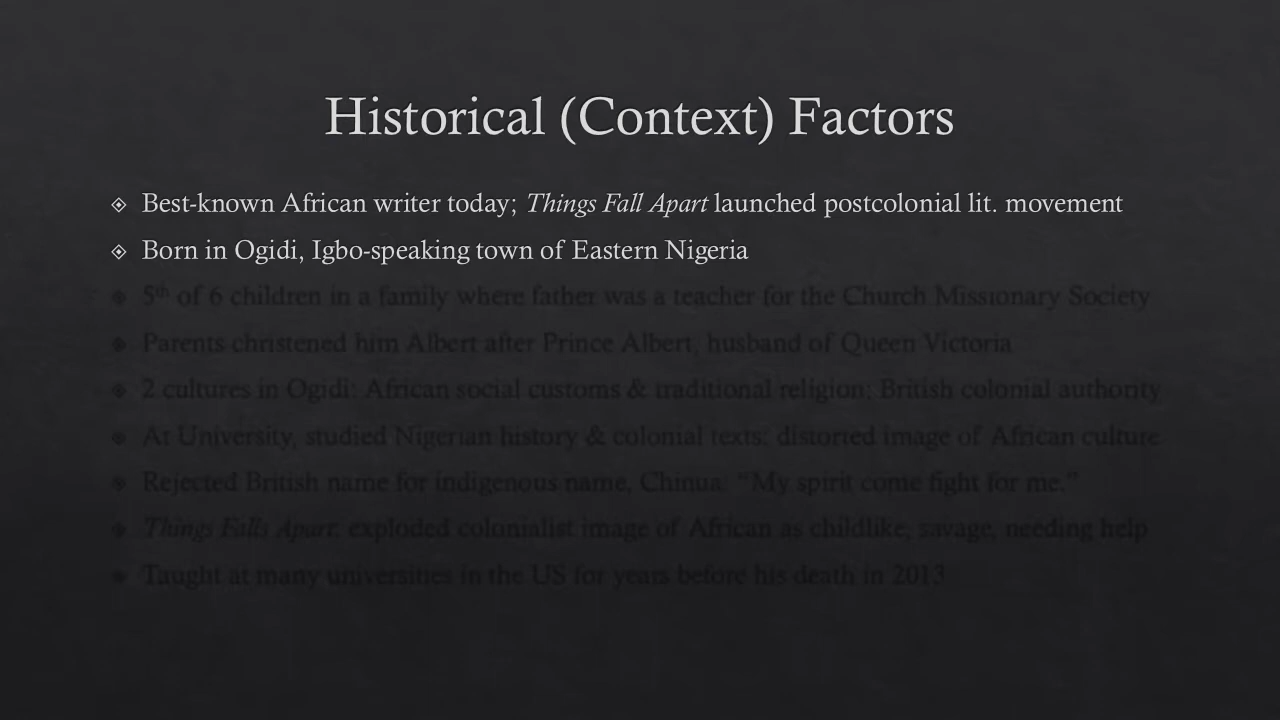 Historical (Context) Factors
Best-known African writer today; Things Fall Apart launched postcolonial lit. movement
Born in Ogidi, Igbo-speaking town of Eastern Nigeria
5th of 6 children in a family where father was a teacher for the Church Missionary Society
Parents christened him Albert after Prince Albert, husband of Queen Victoria
2 cultures in Ogidi: African social customs & traditional religion; British colonial authority
At University, studied Nigerian history & colonial texts: distorted image of African culture
Rejected British name for indigenous name, Chinua: “My spirit come fight for me.”
Things Falls Apart: exploded colonialist image of African as childlike, savage, needing help
Taught at many universities in the US for years before his death in 2013